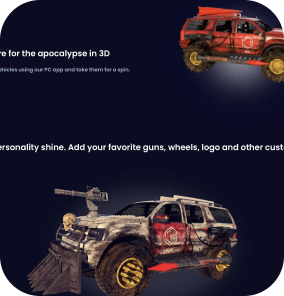 re for the apocalypse in 3D
ehicles using our PC app and take them for a spin.
ersonality shine. Add your favorite guns, wheels, logo and other cust